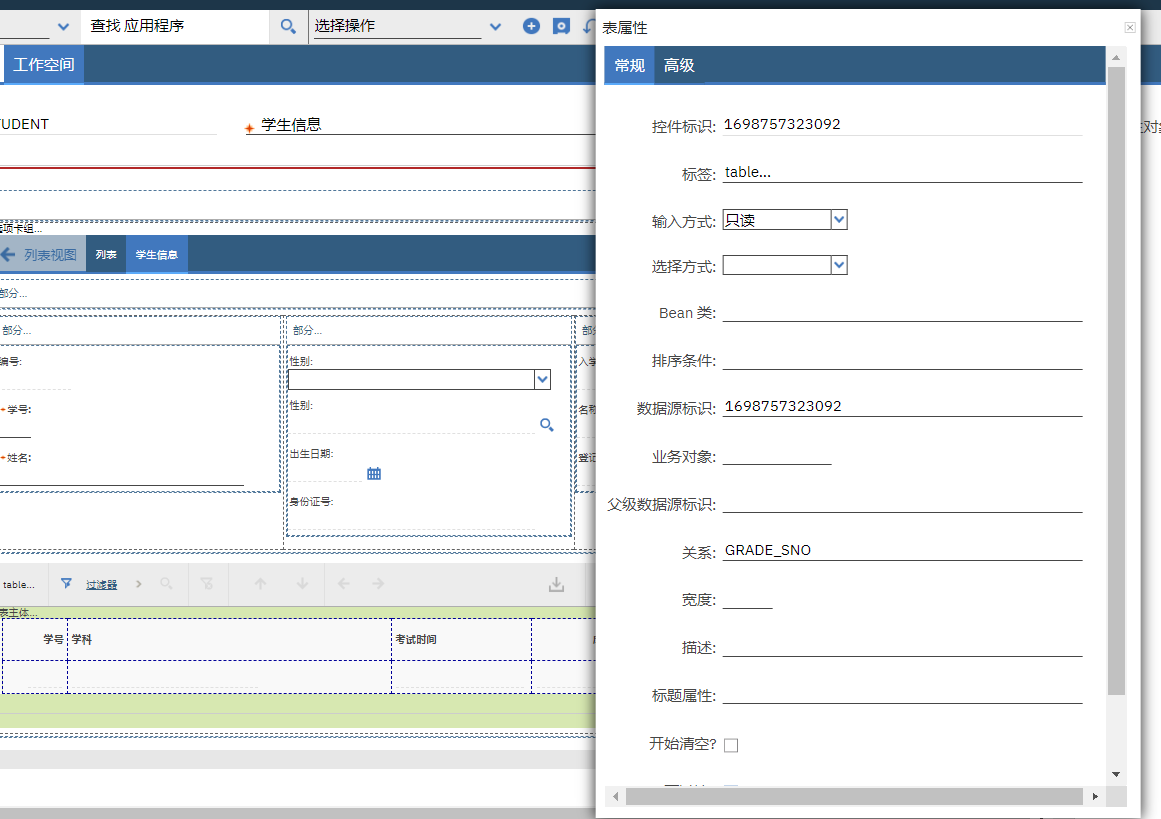 查找 应用程序
选择操作
工作空间
UDENT
学生信息
项卡组...
列表视图
列表
学生信息
部分...
部分...
部分...
编号:
学号:
姓名:
性别:
性别:
出生日期:
身份证号:
入学
名称
登记
table...
过滤器
表主体...
学号
学科
考试时间
表属性
常规
高级
控件标识: 1698757323092
标签: table...
输入方式: 只读
选择方式:
Bean 类:
排序条件:
数据源标识: 1698757323092
业务对象:
父级数据源标识:
关系: GRADE_SNO
宽度:
描述:
标题属性:
开始清空?